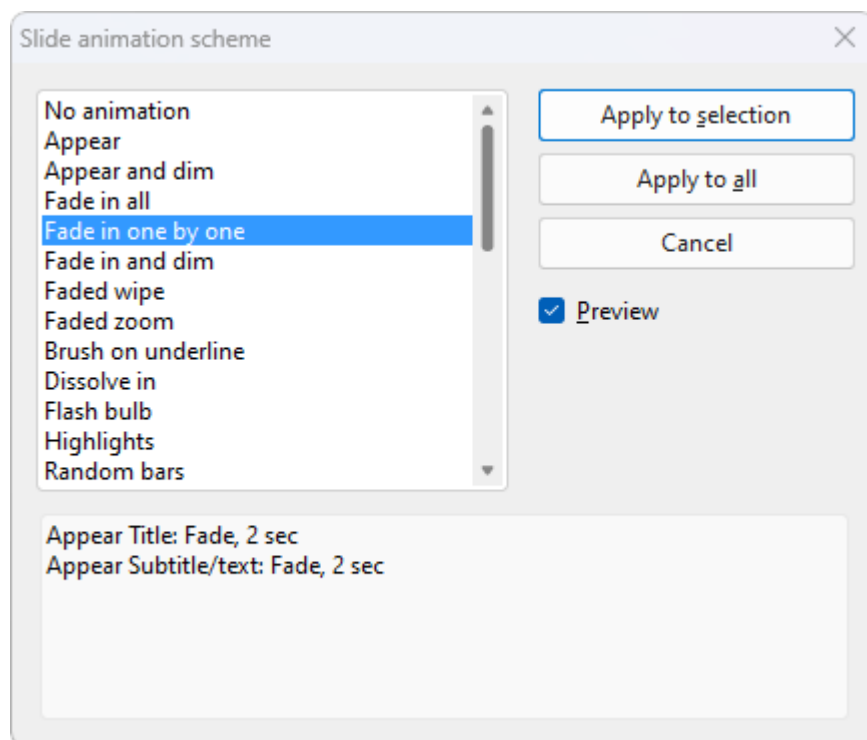 Slide animation scheme
No animation
Appear
Appear and dim
Fade in all
Fade in one by one
Fade in and dim
Faded wipe
Faded zoom
Brush on underline
Dissolve in
Flash bulb
Highlights
Random bars
Apply to selection
Apply to all
Cancel
Preview
Appear Title: Fade, 2 sec
Appear Subtitle/text: Fade, 2 sec